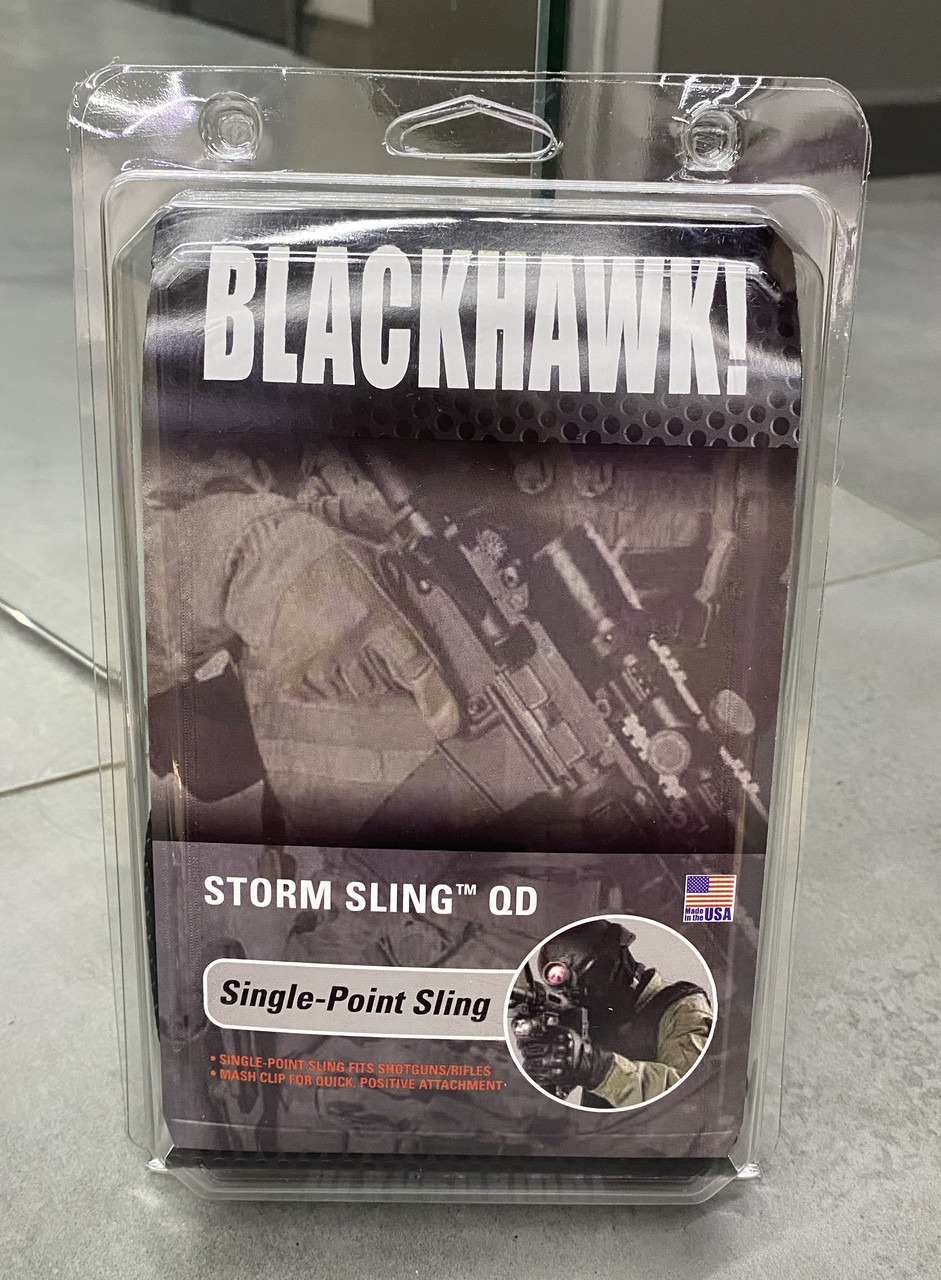 BLACKHAWK!
STORM SLING™ QD
Made
in the USA
Single-Point Sling
• SINGLE-POINT SLING FITS SHOTGUNS/RIFLES
• MASH CLIP FOR QUICK, POSITIVE ATTACHMENT